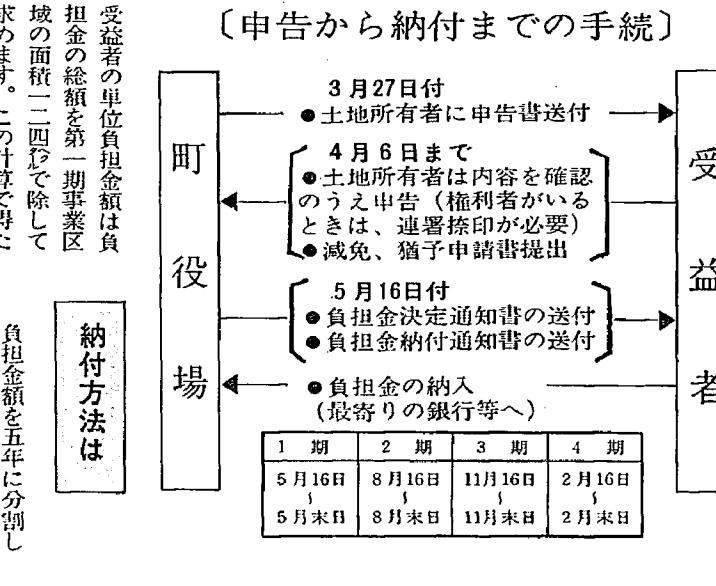 〔申告から納付までの手続〕
受益者の単位負担金額は負
担金の総額を第一期事業区
域の面積一二四㌶で除して
求めます。この計算で得た
納付方法は
負担金額を五年に分割し
町役場
3月27日付
●土地所有者に申告書送付
4月6日まで
●土地所有者は内容を確認
のうえ申告(権利者がいる
ときは、連署捺印が必要)
●減免、猶予申請書提出
5月16日付
●負担金決定通知書の送付
●負担金納付通知書の送付
●負担金の納入
(最寄りの銀行等へ)
受益者
1期 2期 3期 4期
5月16日 8月16日 11月16日 2月16日
〜 〜 〜 〜
5月末日 8月末日 11月末日 2月末日